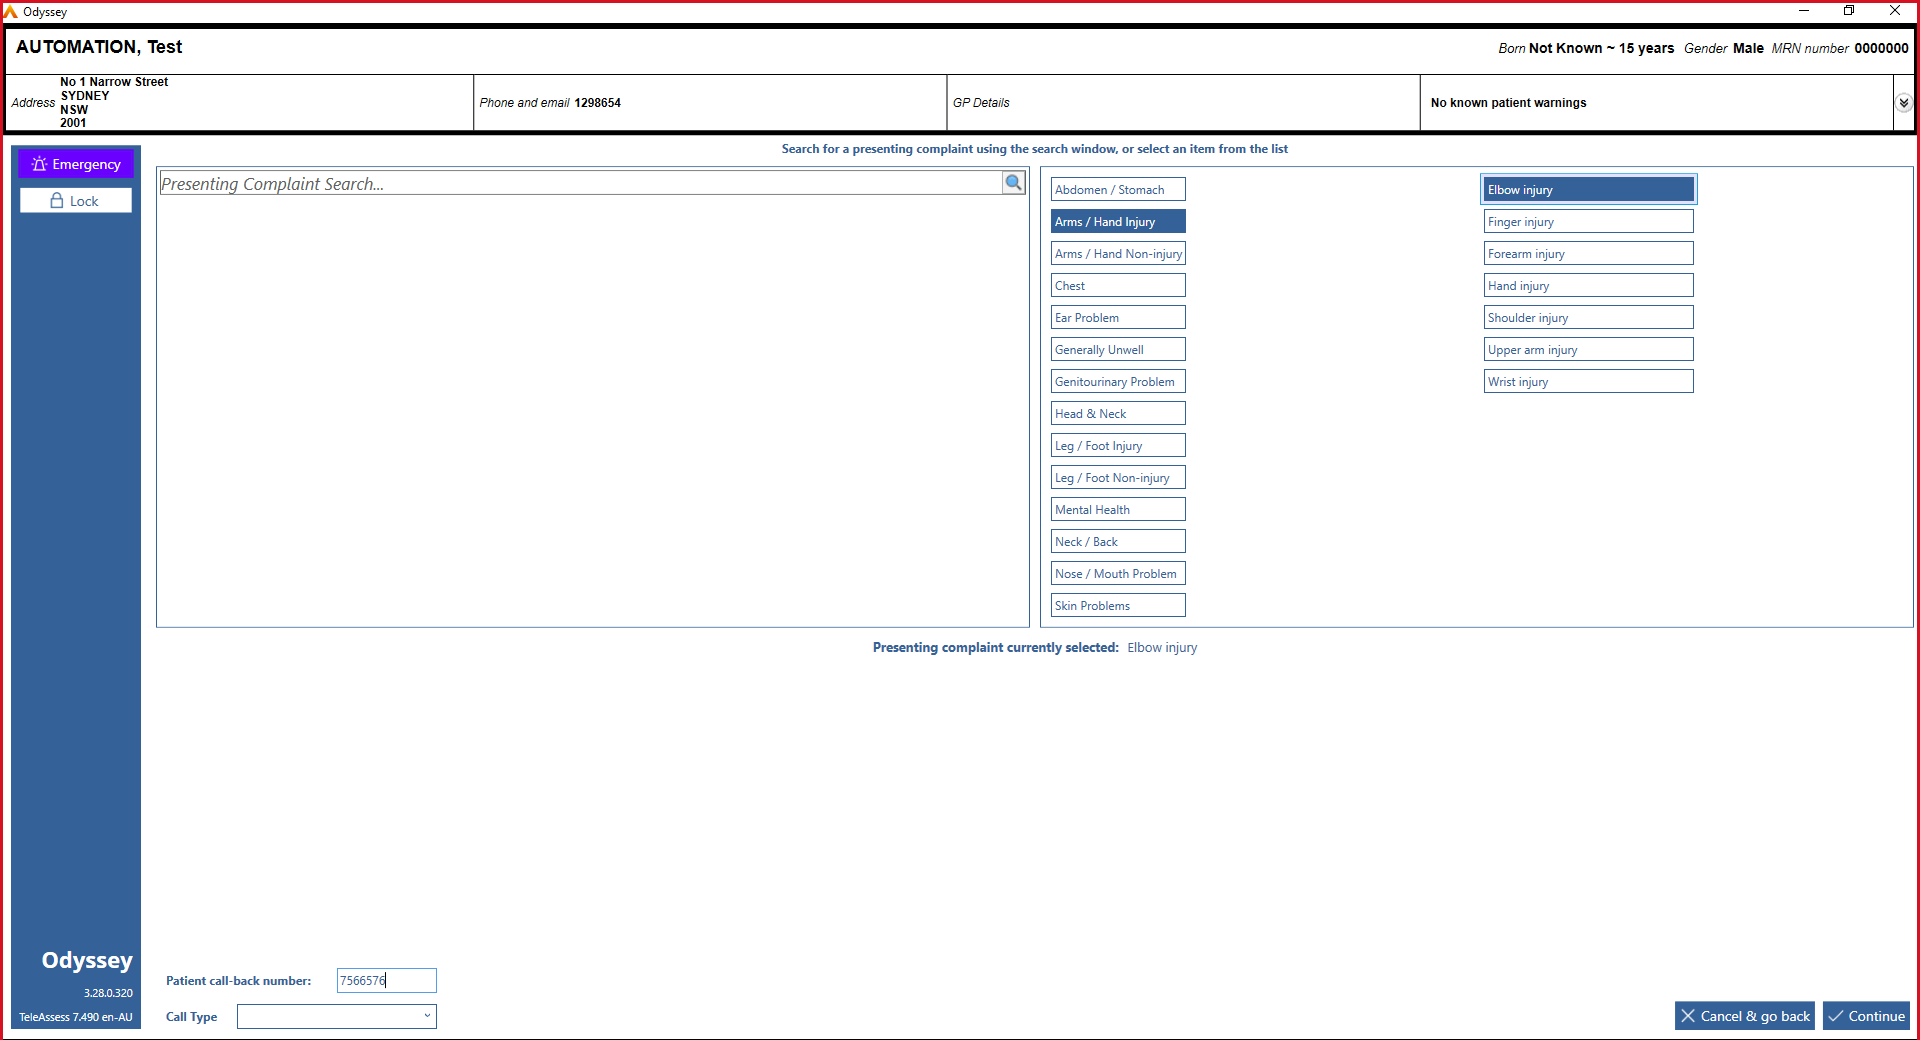 Odyssey
AUTOMATION, Test
Born Not Known ~ 15 years Gender Male MRN number 0000000
Address
No 1 Narrow Street
SYDNEY
NSW
2001
Phone and email 1298654
GP Details
No known patient warnings
Emergency
Lock
Search for a presenting complaint using the search window, or select an item from the list
Presenting Complaint Search...
Abdomen / Stomach
Arms / Hand Injury
Arms / Hand Non-injury
Chest
Ear Problem
Generally Unwell
Genitourinary Problem
Head & Neck
Leg / Foot Injury
Leg / Foot Non-injury
Mental Health
Neck / Back
Nose / Mouth Problem
Skin Problems
Elbow injury
Finger injury
Forearm injury
Hand injury
Shoulder injury
Upper arm injury
Wrist injury
Presenting complaint currently selected: Elbow injury
Odyssey
3.28.0.320
TeleAssess 7.490 en-AU
Patient call-back number: 7566576
Call Type
Cancel & go back
Continue